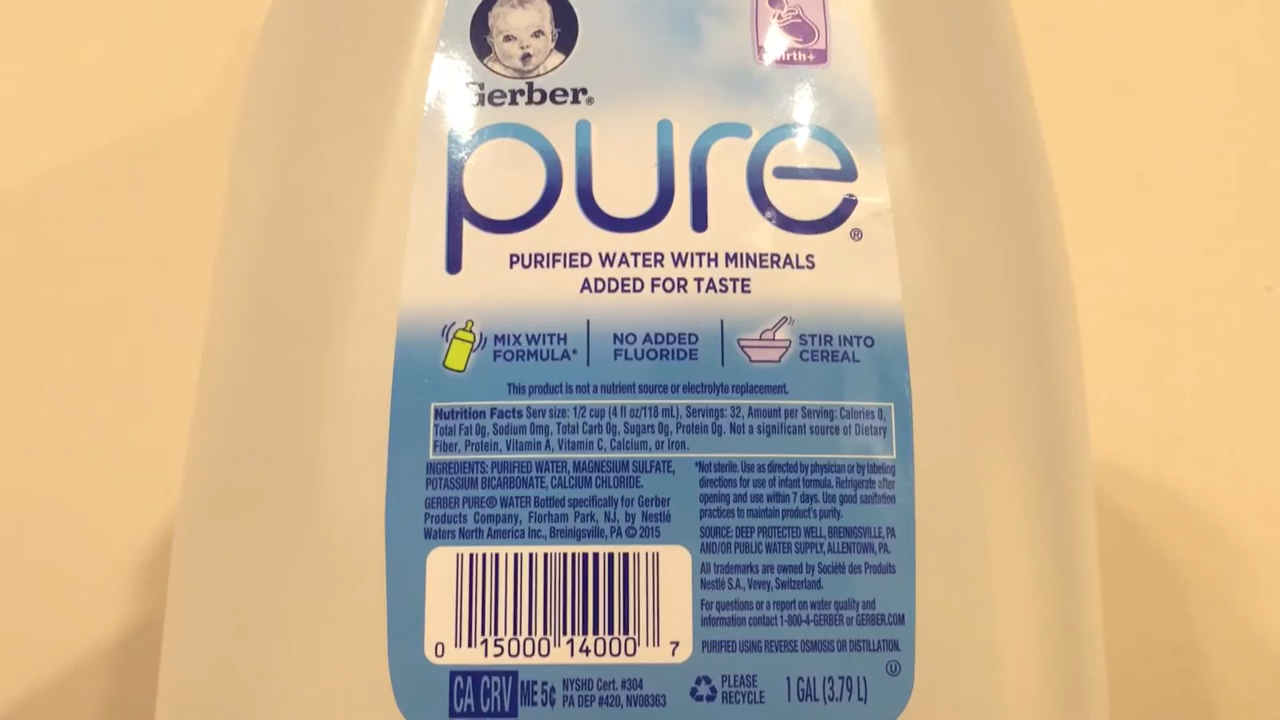 Gerber®
pure®
PURIFIED WATER WITH MINERALS
ADDED FOR TASTE
MIX WITH
FORMULA*
NO ADDED
FLUORIDE
STIR INTO
CEREAL
This product is not a nutrient source or electrolyte replacement.
Nutrition Facts Serv size: 1/2 cup (4 fl oz/118 mL), Servings: 32, Amount per Serving: Calories 0,
Total Fat 0g, Sodium 0mg, Total Carb 0g, Sugars 0g, Protein 0g. Not a significant source of Dietary
Fiber, Protein, Vitamin A, Vitamin C, Calcium, or Iron.
INGREDIENTS: PURIFIED WATER, MAGNESIUM SULFATE,
POTASSIUM BICARBONATE, CALCIUM CHLORIDE.
GERBER PURE® WATER Bottled specifically for Gerber
Products Company, Florham Park, NJ, by Nestlé
Waters North America Inc., Breinigsville, PA © 2015
*Not sterile. Use as directed by physician or by labeling
directions for use of infant formula. Refrigerate after
opening and use within 7 days. Use good sanitation
practices to maintain product's purity.
SOURCE: DEEP PROTECTED WELL, BREINIGSVILLE, PA
AND/OR PUBLIC WATER SUPPLY, ALLENTOWN, PA.
All trademarks are owned by Société des Produits
Nestlé S.A., Vevey, Switzerland.
For questions or a report on water quality and
information contact 1-800-4-GERBER or GERBER.COM
PURIFIED USING REVERSE OSMOSIS OR DISTILLATION.
0 15000 14000 7
U
CA CRV ME 5¢
NYSHD Cert. #304
PA DEP #420, NV08363
PLEASE
RECYCLE
1 GAL (3.79 L)